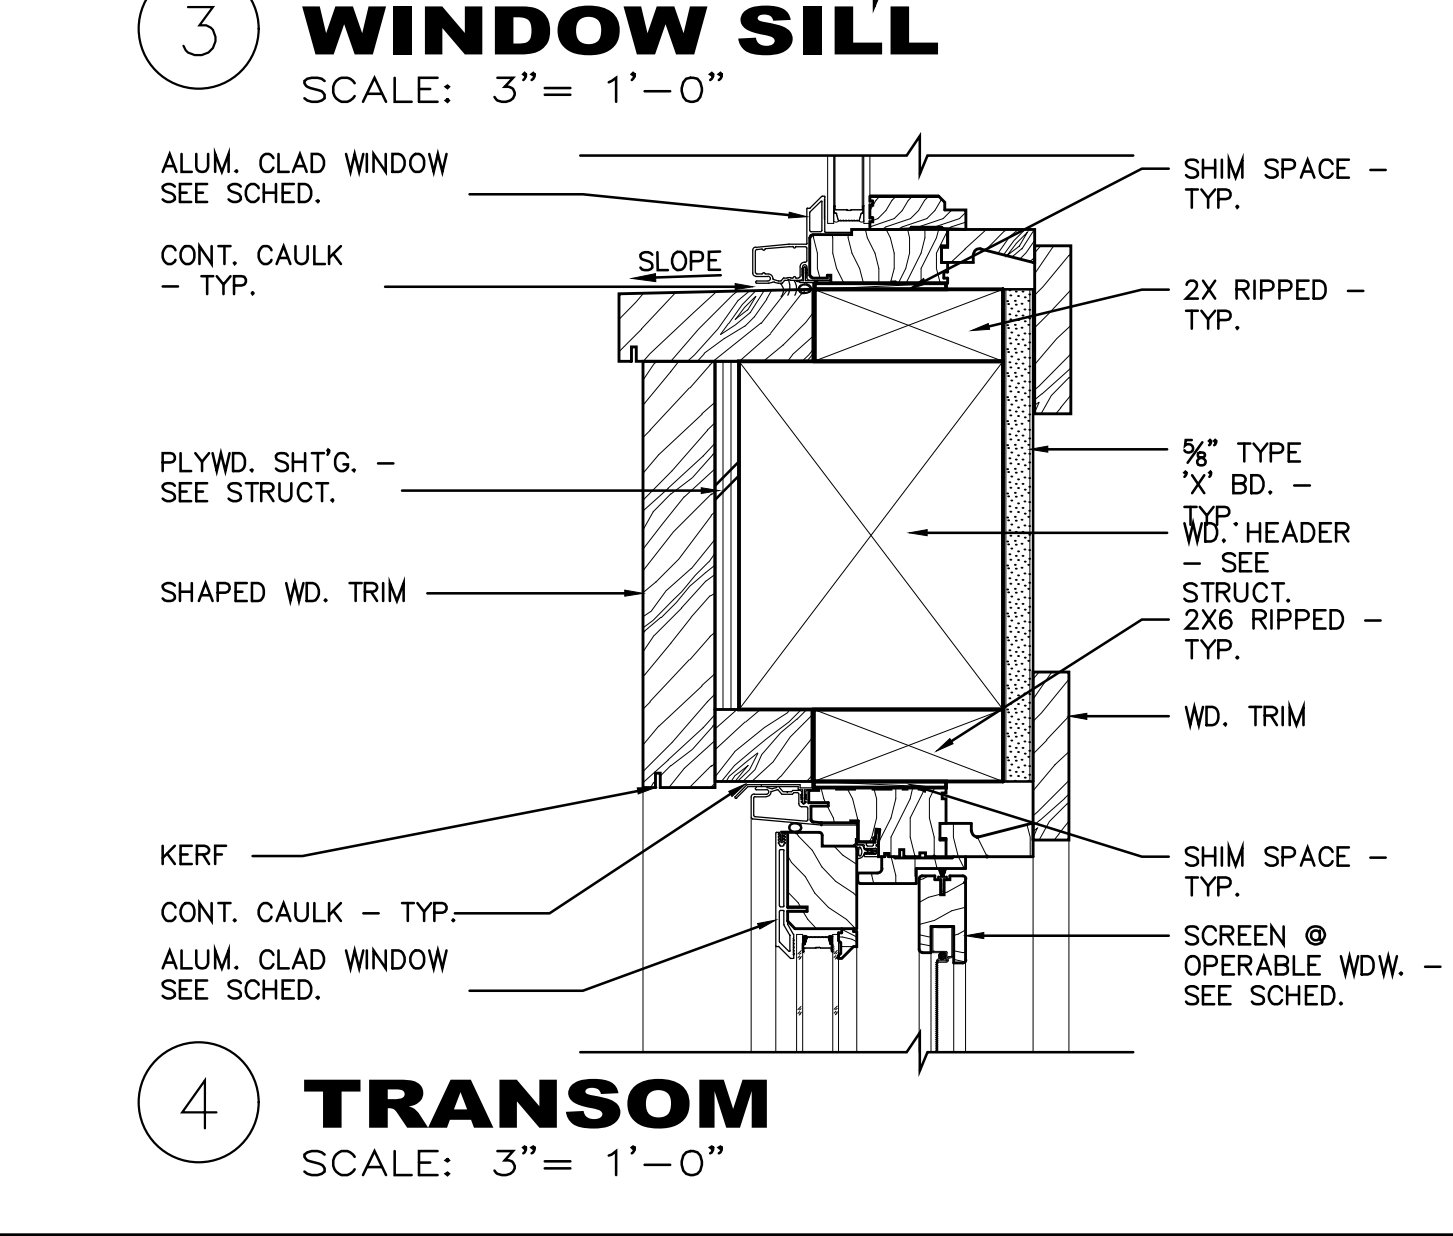 3
WINDOW SILL
SCALE: 3"= 1'-0"
ALUM. CLAD WINDOW
SEE SCHED.
CONT. CAULK
- TYP.
SLOPE
PLYWD. SHT'G. -
SEE STRUCT.
SHAPED WD. TRIM
KERF
CONT. CAULK - TYP.
ALUM. CLAD WINDOW
SEE SCHED.
SHIM SPACE -
TYP.
2X RIPPED -
TYP.
⅝" TYPE
'X' BD. -
TYP.
WD. HEADER
- SEE
STRUCT.
2X6 RIPPED -
TYP.
WD. TRIM
SHIM SPACE -
TYP.
SCREEN @
OPERABLE WDW. -
SEE SCHED.
4
TRANSOM
SCALE: 3"= 1'-0"